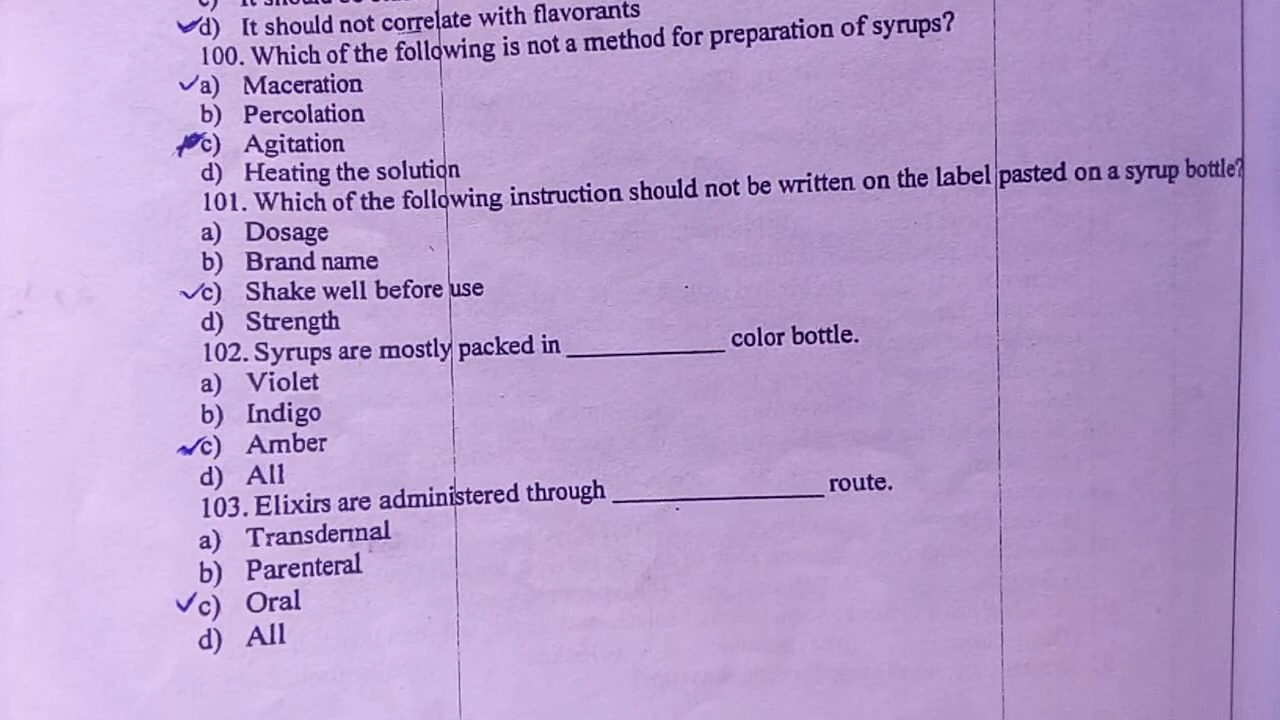 d) It should not correlate with flavorants
100. Which of the following is not a method for preparation of syrups?
a) Maceration
b) Percolation
c) Agitation
d) Heating the solution
101. Which of the following instruction should not be written on the label pasted on a syrup bottle?
a) Dosage
b) Brand name
c) Shake well before use
d) Strength
102. Syrups are mostly packed in ____________ color bottle.
a) Violet
b) Indigo
c) Amber
d) All
103. Elixirs are administered through ________________ route.
a) Transdermal
b) Parenteral
c) Oral
d) All